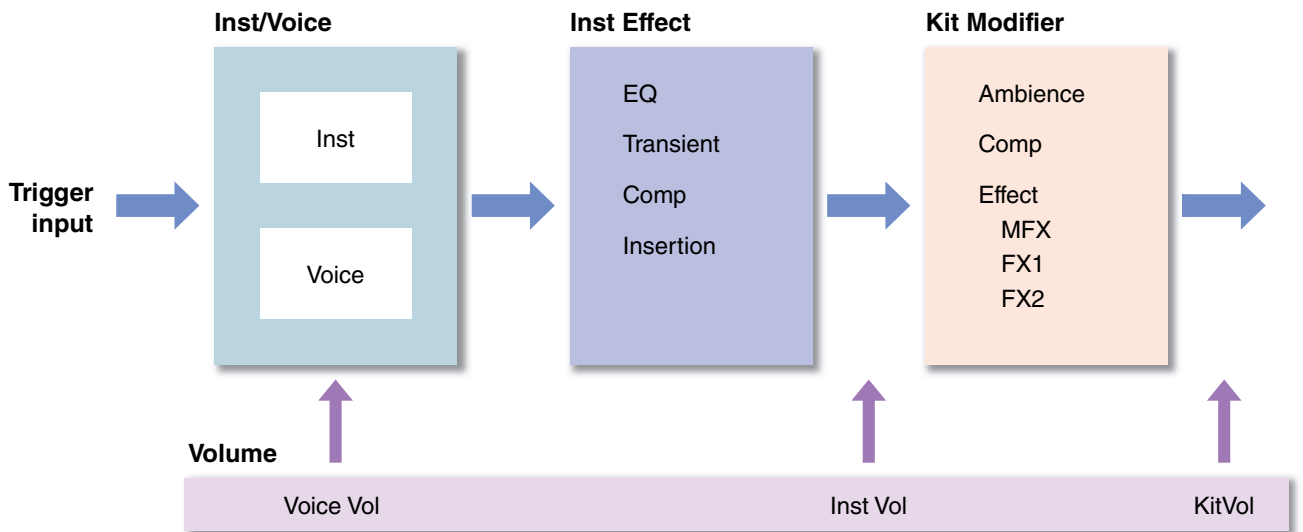 Inst/Voice
Inst Effect
Kit Modifier
Trigger
input
Inst
Voice
EQ
Transient
Comp
Insertion
Ambience
Comp
Effect
MFX
FX1
FX2
Volume
Voice Vol
Inst Vol
KitVol